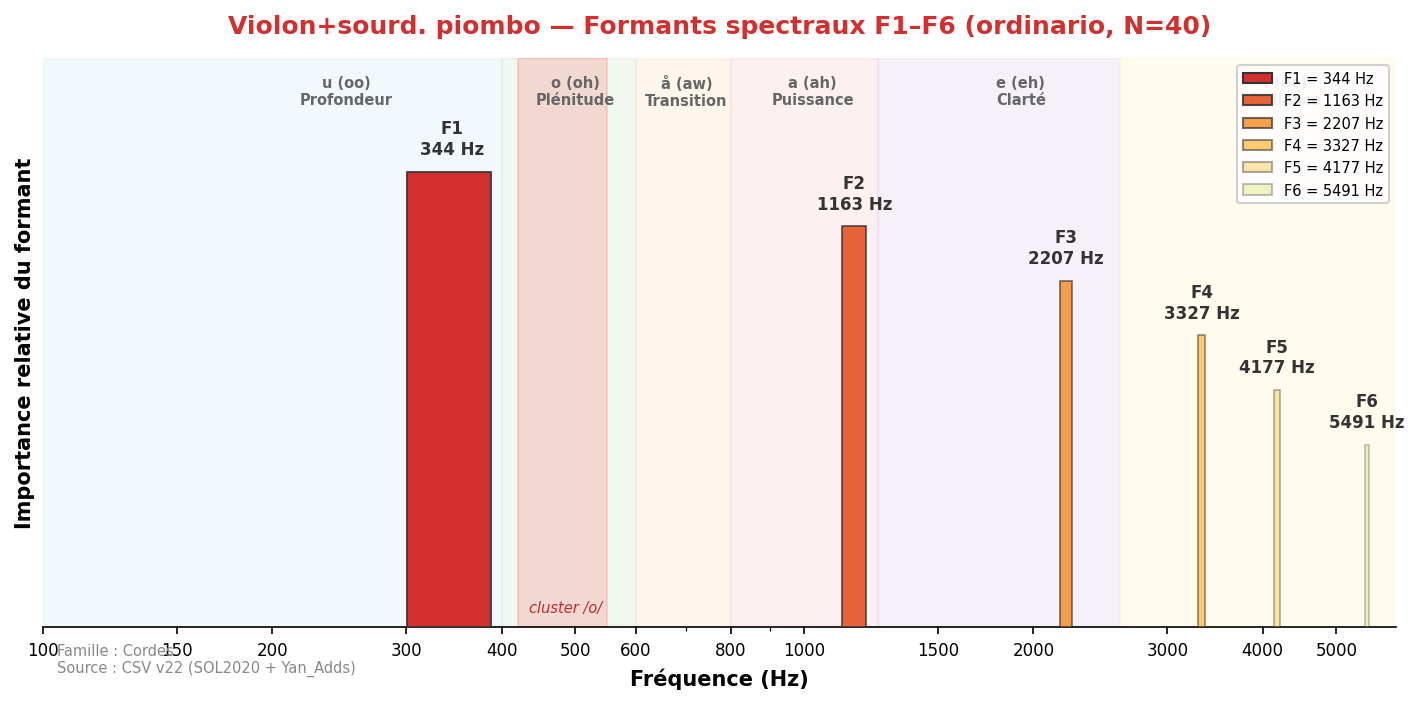 Violon+sourd. piombo — Formants spectraux F1–F6 (ordinario, N=40)
u (oo)
Profondeur
o (oh)
Plénitude
å (aw)
Transition
a (ah)
Puissance
e (eh)
Clarté
F1 = 344 Hz
F2 = 1163 Hz
F3 = 2207 Hz
F4 = 3327 Hz
F5 = 4177 Hz
F6 = 5491 Hz
F1
344 Hz
F2
1163 Hz
F3
2207 Hz
F4
3327 Hz
F5
4177 Hz
F6
5491 Hz
cluster /o/
Importance relative du formant
100 150 200 300 400 500 600 800 1000 1500 2000 3000 4000 5000
Famille : Cordes
Source : CSV v22 (SOL2020 + Yan_Adds)
Fréquence (Hz)